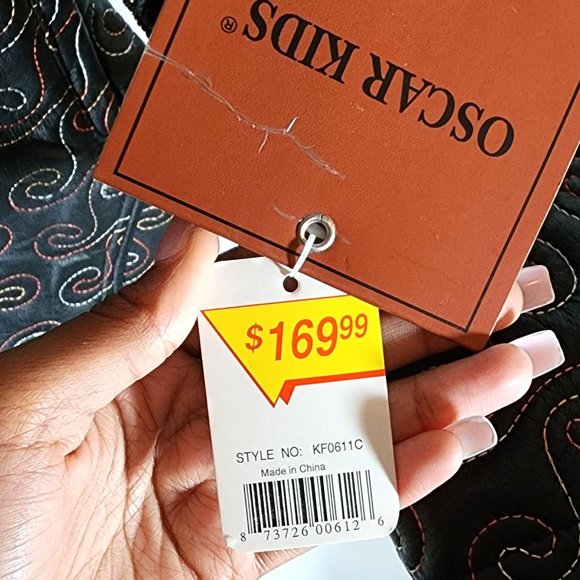 OSCAR KIDS®
$169.99
STYLE NO: KF0611C
Made in China
8 73726 00612 6